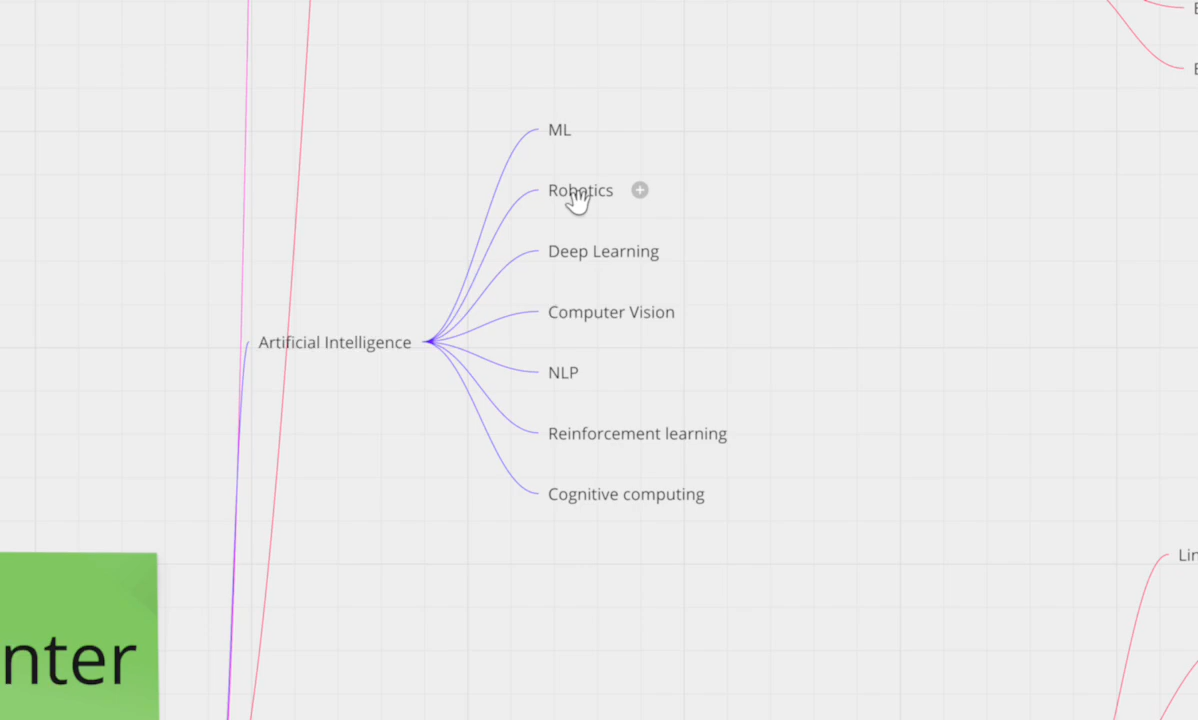 ML
Robotics
Deep Learning
Computer Vision
Artificial Intelligence
NLP
Reinforcement learning
Cognitive computing
nter